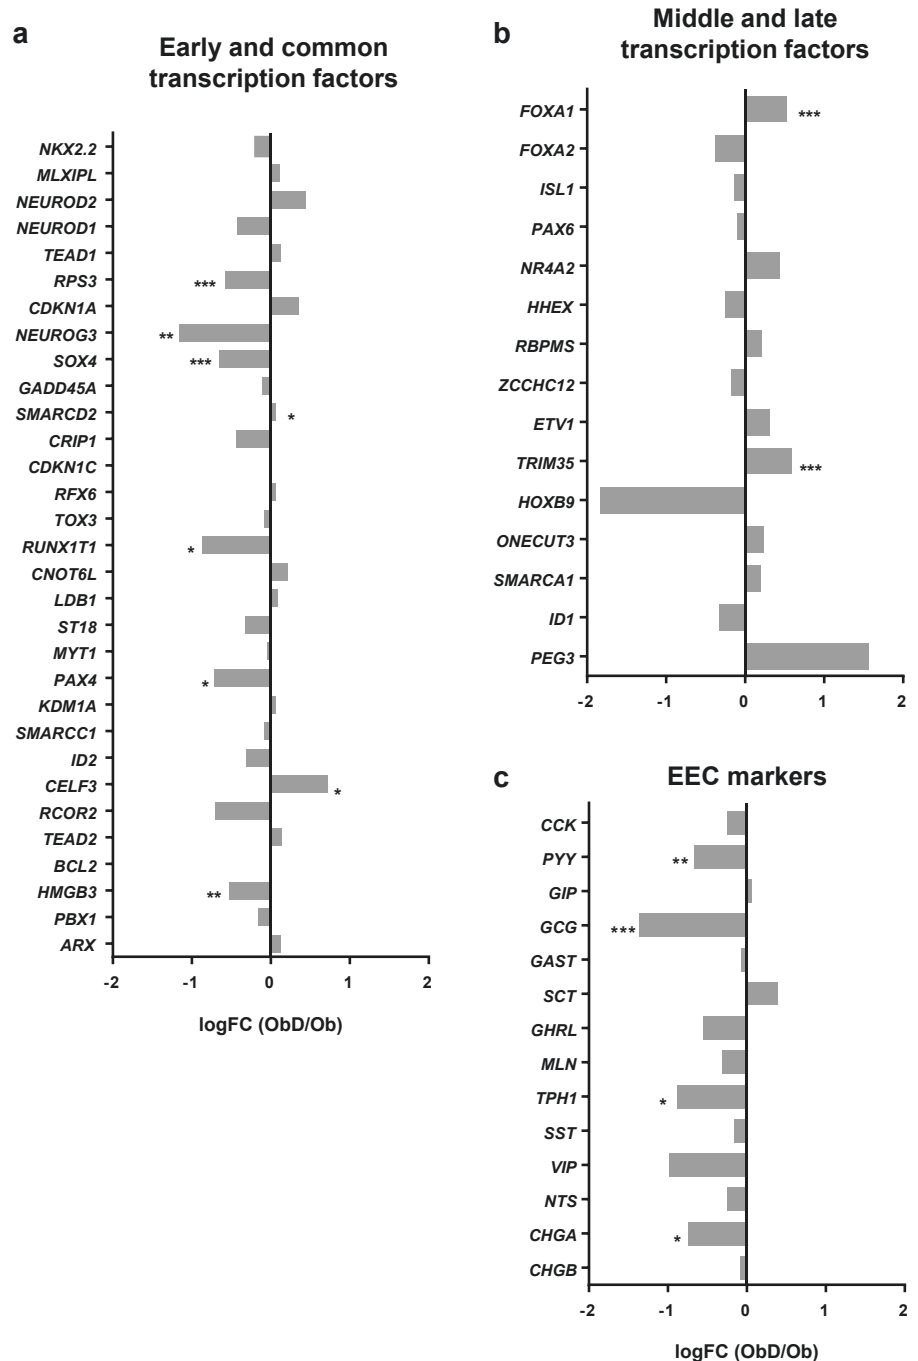 a
Early and common
transcription factors
NKX2.2
MLXIPL
NEUROD2
NEUROD1
TEAD1
RPS3
***
CDKN1A
NEUROG3
**
SOX4
***
GADD45A
SMARCD2
*
CRIP1
CDKN1C
RFX6
TOX3
RUNX1T1
*
CNOT6L
LDB1
ST18
MYT1
PAX4
*
KDM1A
SMARCC1
ID2
CELF3
*
RCOR2
TEAD2
BCL2
HMGB3
**
PBX1
ARX
-2 -1 0 1 2
logFC (ObD/Ob)
b
Middle and late
transcription factors
FOXA1
***
FOXA2
ISL1
PAX6
NR4A2
HHEX
RBPMS
ZCCHC12
ETV1
TRIM35
***
HOXB9
ONECUT3
SMARCA1
ID1
PEG3
-2 -1 0 1 2
c
EEC markers
CCK
PYY
**
GIP
GCG
***
GAST
SCT
GHRL
MLN
TPH1
*
SST
VIP
NTS
CHGA
*
CHGB
-2 -1 0 1 2
logFC (ObD/Ob)